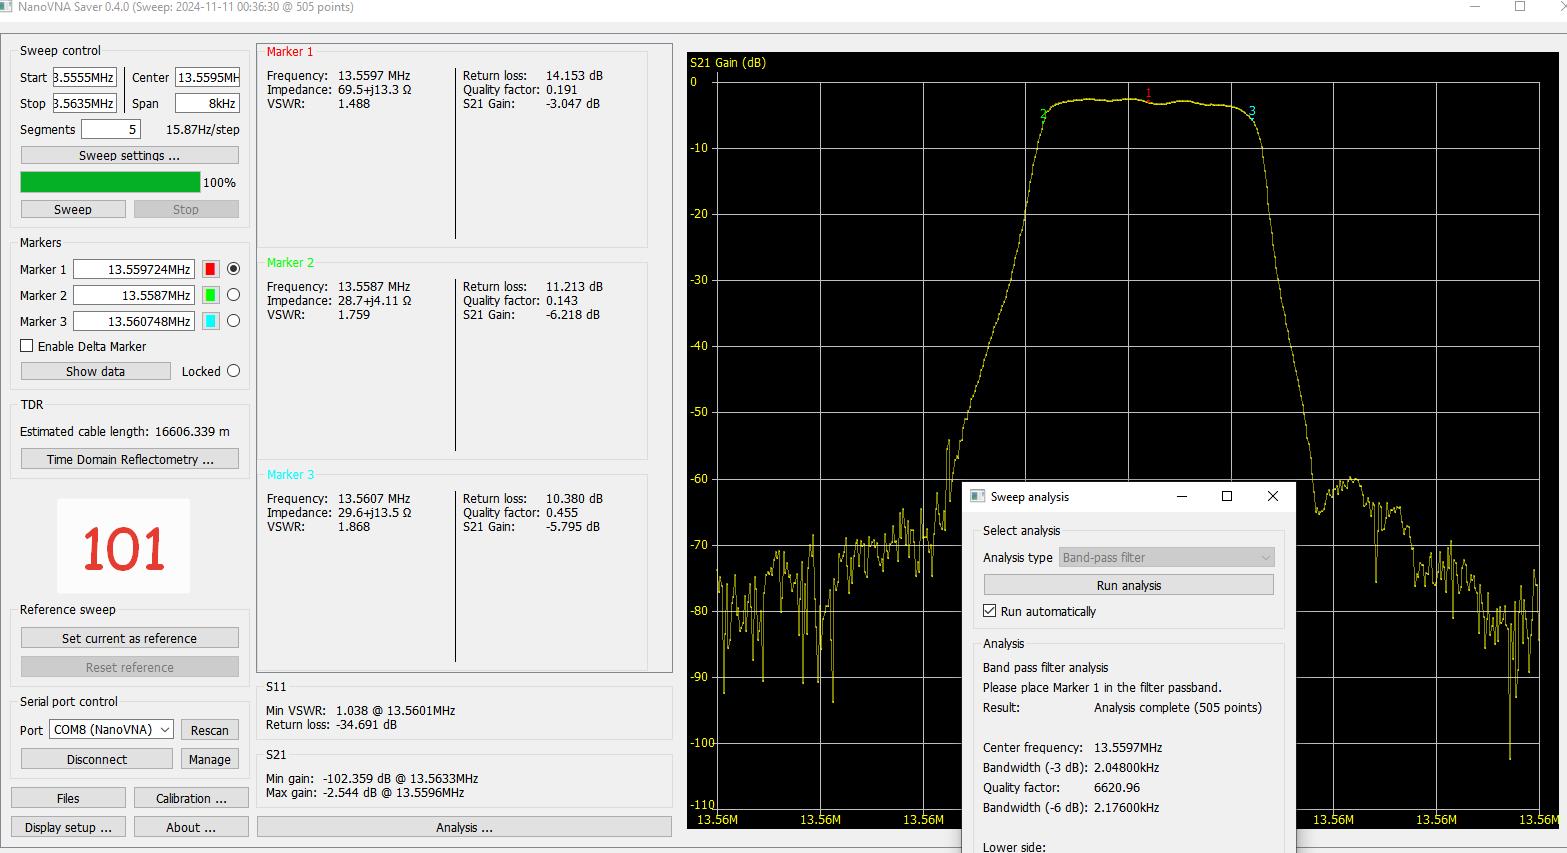 NanoVNA Saver 0.4.0 (Sweep: 2024-11-11 00:36:30 @ 505 points)
Sweep control
Start 3.5555MHz Center 13.5595MH
Stop 3.5635MHz Span 8kHz
Segments 5 15.87Hz/step
Sweep settings ...
100%
Sweep Stop
Markers
Marker 1 13.559724MHz
Marker 2 13.5587MHz
Marker 3 13.560748MHz
Enable Delta Marker
Show data Locked
TDR
Estimated cable length: 16606.339 m
Time Domain Reflectometry ...
101
Reference sweep
Set current as reference
Reset reference
Serial port control
Port COM8 (NanoVNA) Rescan
Disconnect Manage
Files Calibration ...
Display setup ... About ...
Marker 1
Frequency: 13.5597 MHz Return loss: 14.153 dB
Impedance: 69.5+j13.3 Ω Quality factor: 0.191
VSWR: 1.488 S21 Gain: -3.047 dB
Marker 2
Frequency: 13.5587 MHz Return loss: 11.213 dB
Impedance: 28.7+j4.11 Ω Quality factor: 0.143
VSWR: 1.759 S21 Gain: -6.218 dB
Marker 3
Frequency: 13.5607 MHz Return loss: 10.380 dB
Impedance: 29.6+j13.5 Ω Quality factor: 0.455
VSWR: 1.868 S21 Gain: -5.795 dB
S11
Min VSWR: 1.038 @ 13.5601MHz
Return loss: -34.691 dB
S21
Min gain: -102.359 dB @ 13.5633MHz
Max gain: -2.544 dB @ 13.5596MHz
Analysis ...
S21 Gain (dB)
0
1
2
3
-10
-20
-30
-40
-50
-60
-70
-80
-90
-100
-110
13.56M 13.56M 13.56M 13.56M 13.56M 13.56M
Sweep analysis
Select analysis
Analysis type Band-pass filter
Run analysis
Run automatically
Analysis
Band pass filter analysis
Please place Marker 1 in the filter passband.
Result: Analysis complete (505 points)
Center frequency: 13.5597MHz
Bandwidth (-3 dB): 2.04800kHz
Quality factor: 6620.96
Bandwidth (-6 dB): 2.17600kHz
Lower side: